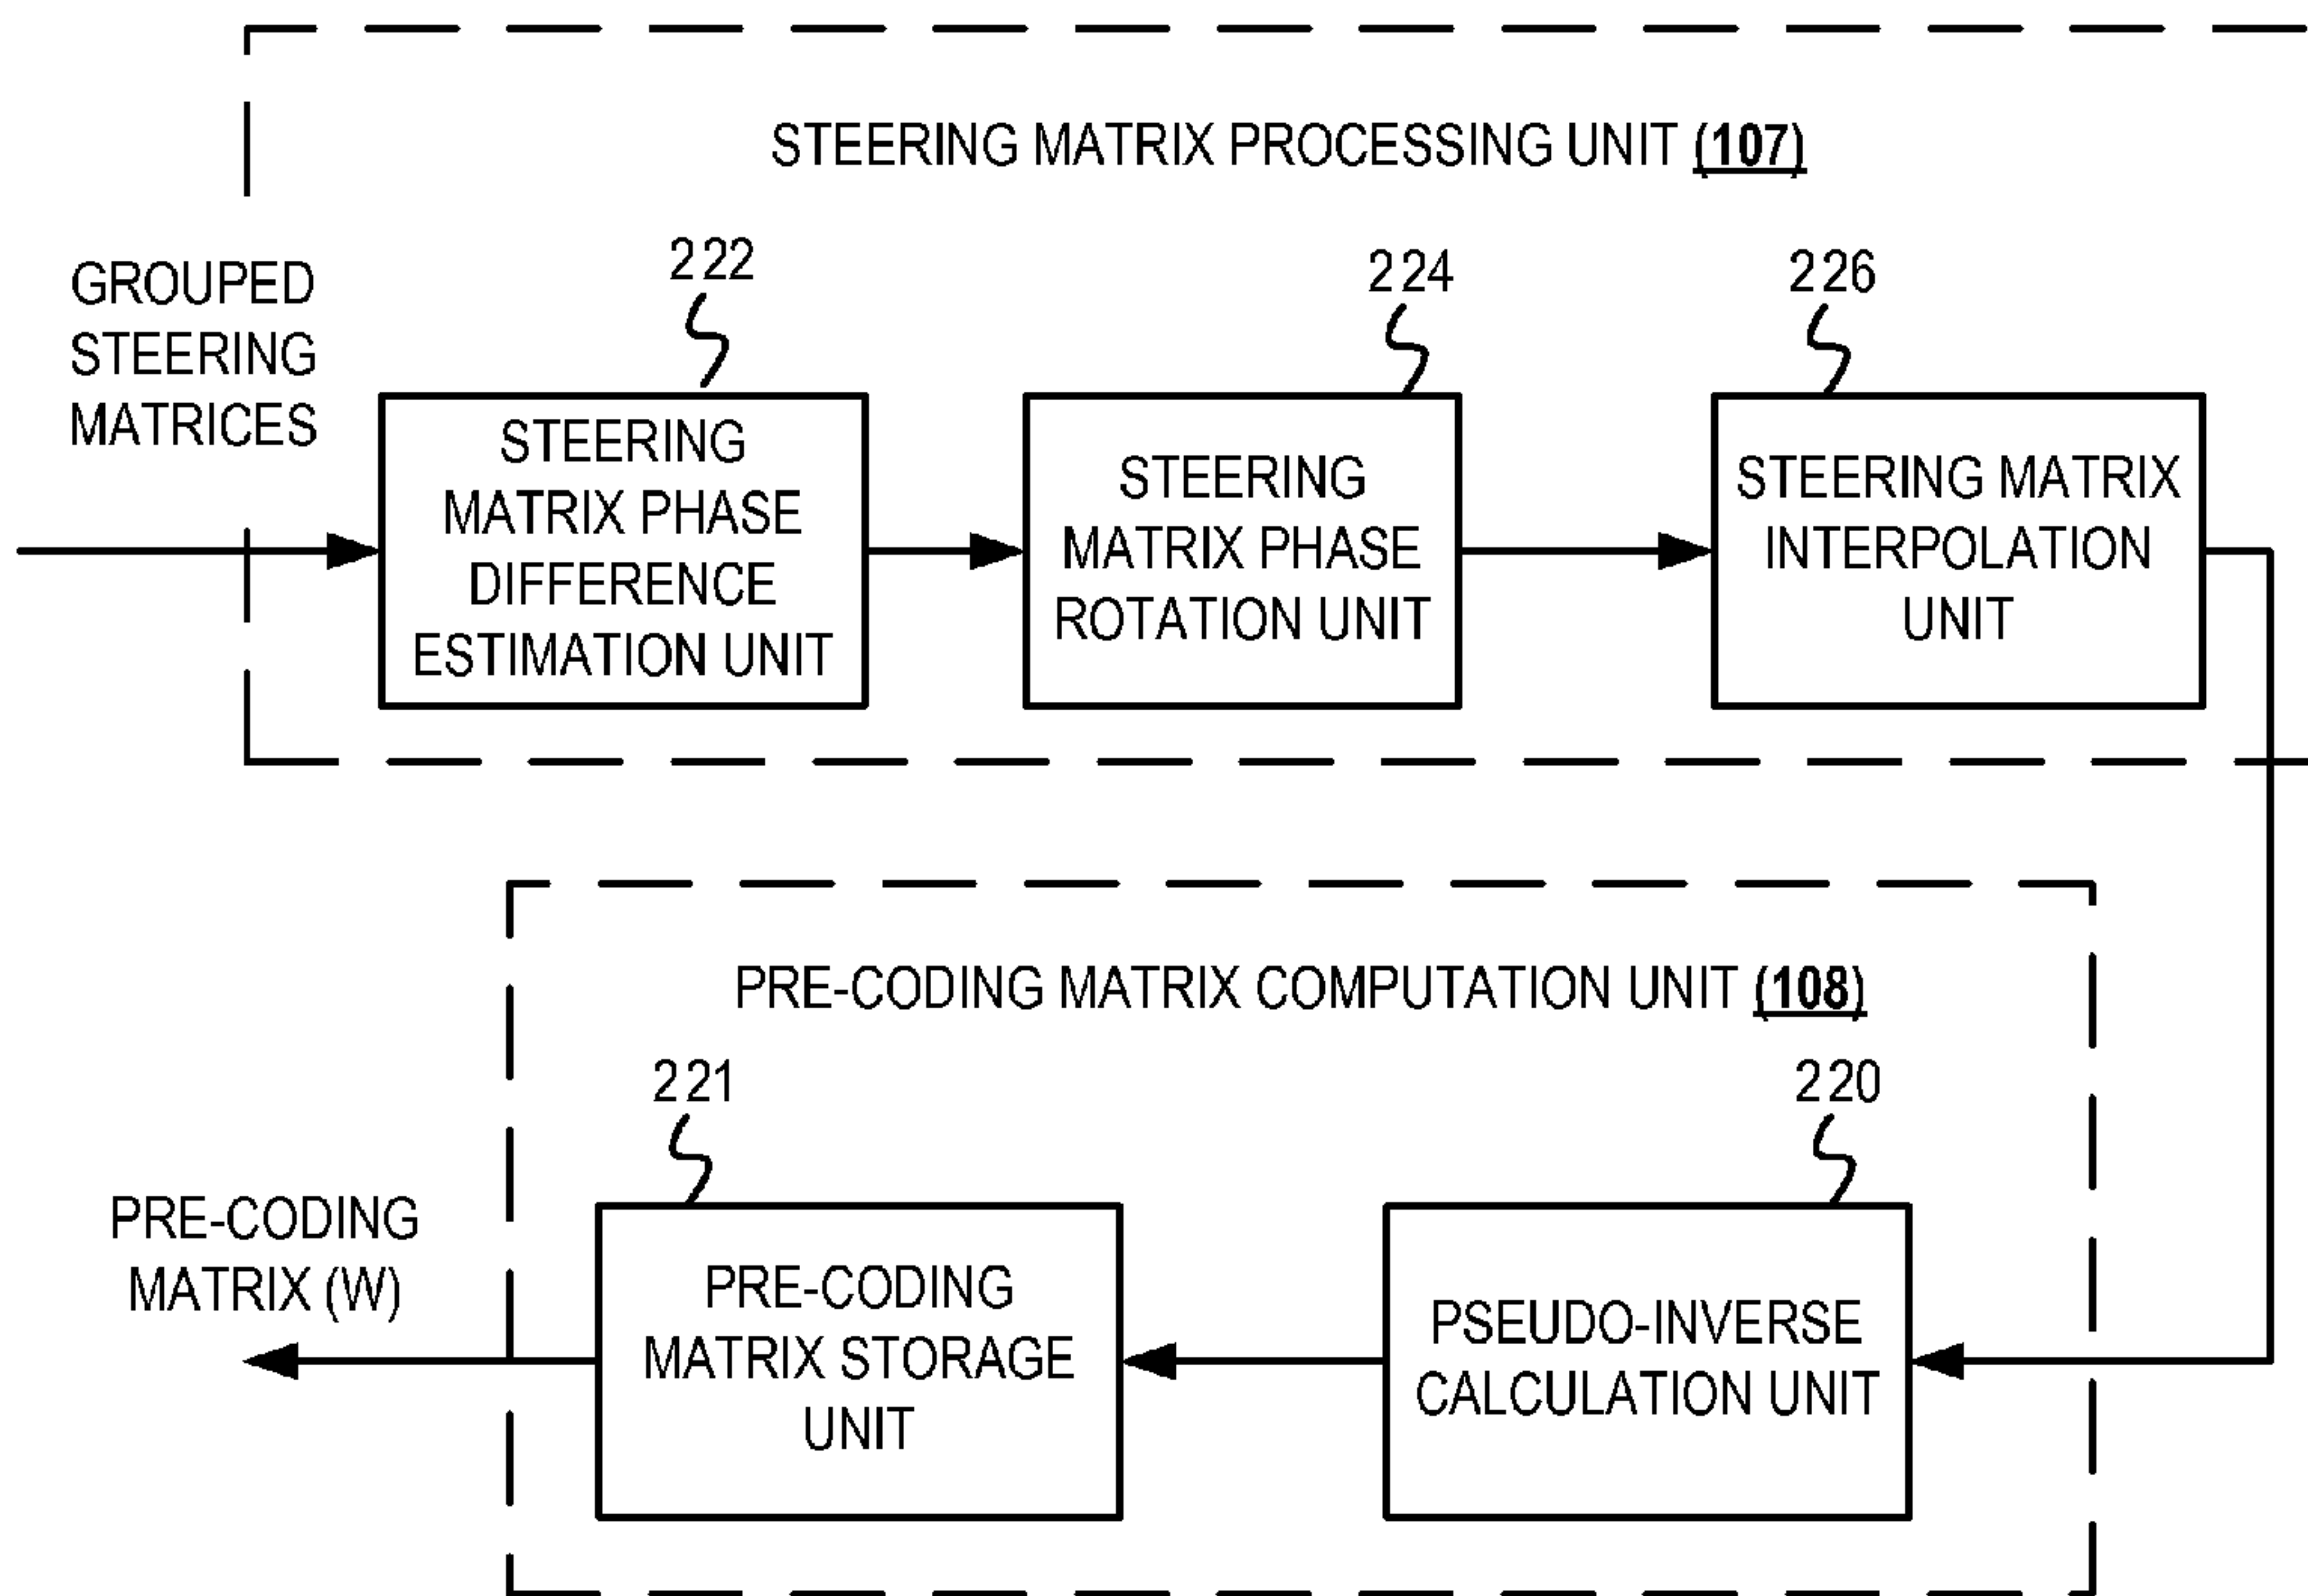 STEERING MATRIX PROCESSING UNIT (107)
GROUPED
STEERING
MATRICES
222
224
226
STEERING
MATRIX PHASE
DIFFERENCE
ESTIMATION UNIT
STEERING
MATRIX PHASE
ROTATION UNIT
STEERING MATRIX
INTERPOLATION
UNIT
PRE-CODING MATRIX COMPUTATION UNIT (108)
221
220
PRE-CODING
MATRIX (W)
PRE-CODING
MATRIX STORAGE
UNIT
PSEUDO-INVERSE
CALCULATION UNIT